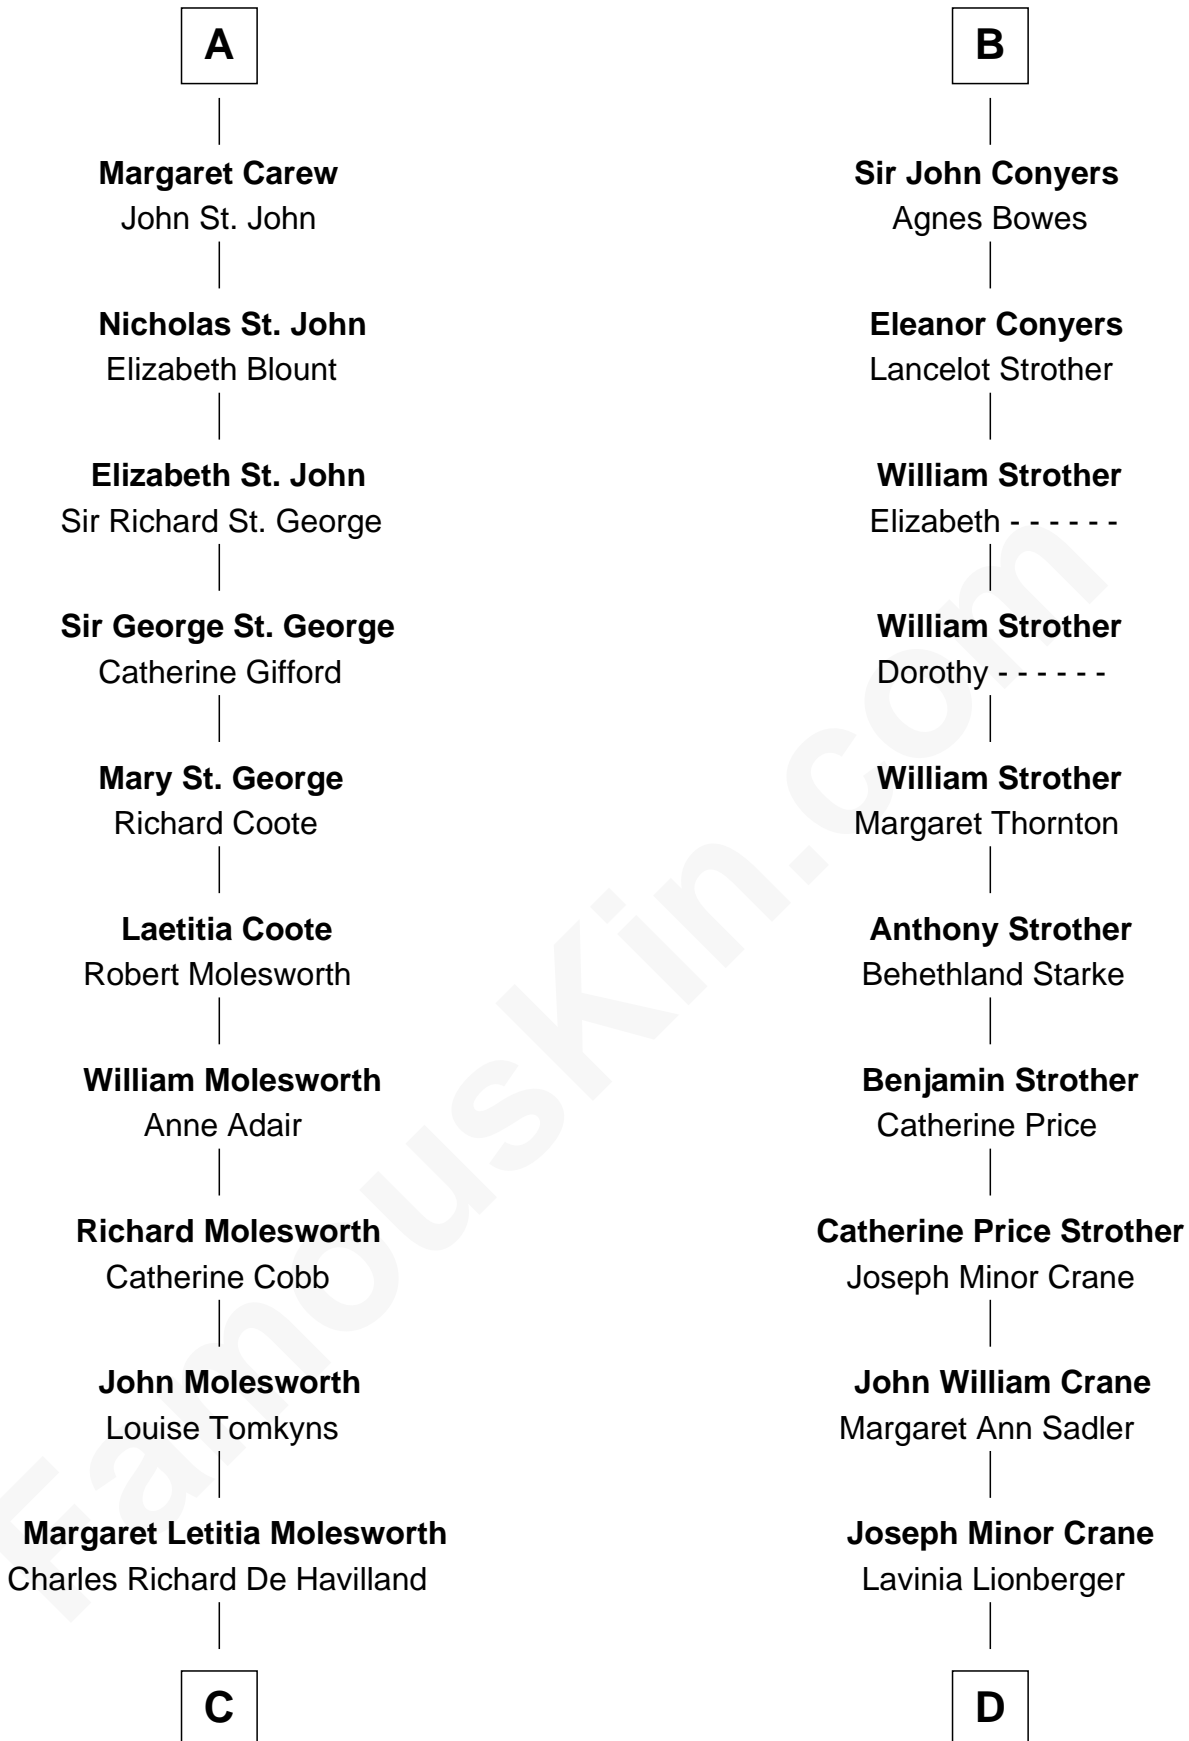 A
Margaret Carew
John St. John
Nicholas St. John
Elizabeth Blount
Elizabeth St. John
Sir Richard St. George
Sir George St. George
Catherine Gifford
Mary St. George
Richard Coote
Laetitia Coote
Robert Molesworth
William Molesworth
Anne Adair
Richard Molesworth
Catherine Cobb
John Molesworth
Louise Tomkyns
Margaret Letitia Molesworth
Charles Richard De Havilland
C
B
Sir John Conyers
Agnes Bowes
Eleanor Conyers
Lancelot Strother
William Strother
Elizabeth - - - - - -
William Strother
Dorothy - - - - - -
William Strother
Margaret Thornton
Anthony Strother
Behethland Starke
Benjamin Strother
Catherine Price
Catherine Price Strother
Joseph Minor Crane
John William Crane
Margaret Ann Sadler
Joseph Minor Crane
Lavinia Lionberger
D
FamousKin.com